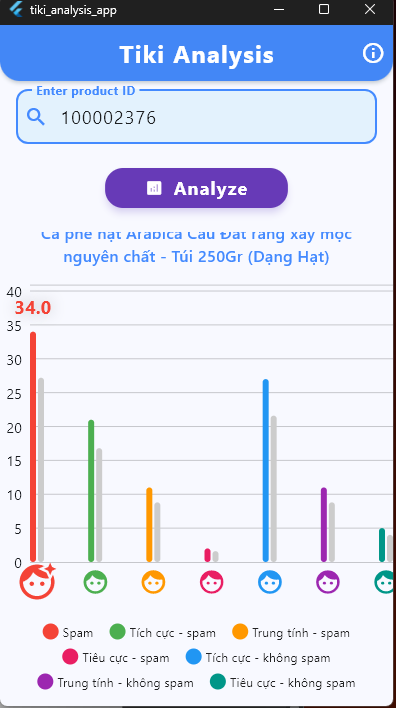 tiki_analysis_app
Tiki Analysis
Enter product ID
100002376
Analyze
Cà phê hạt Arabica Cầu Đất rang xay mộc
nguyên chất - Túi 250Gr (Dạng Hạt)
40
34.0
35
30
25
20
15
10
5
0
Spam
Tích cực - spam
Trung tính - spam
Tiêu cực - spam
Tích cực - không spam
Trung tính - không spam
Tiêu cực - không spam